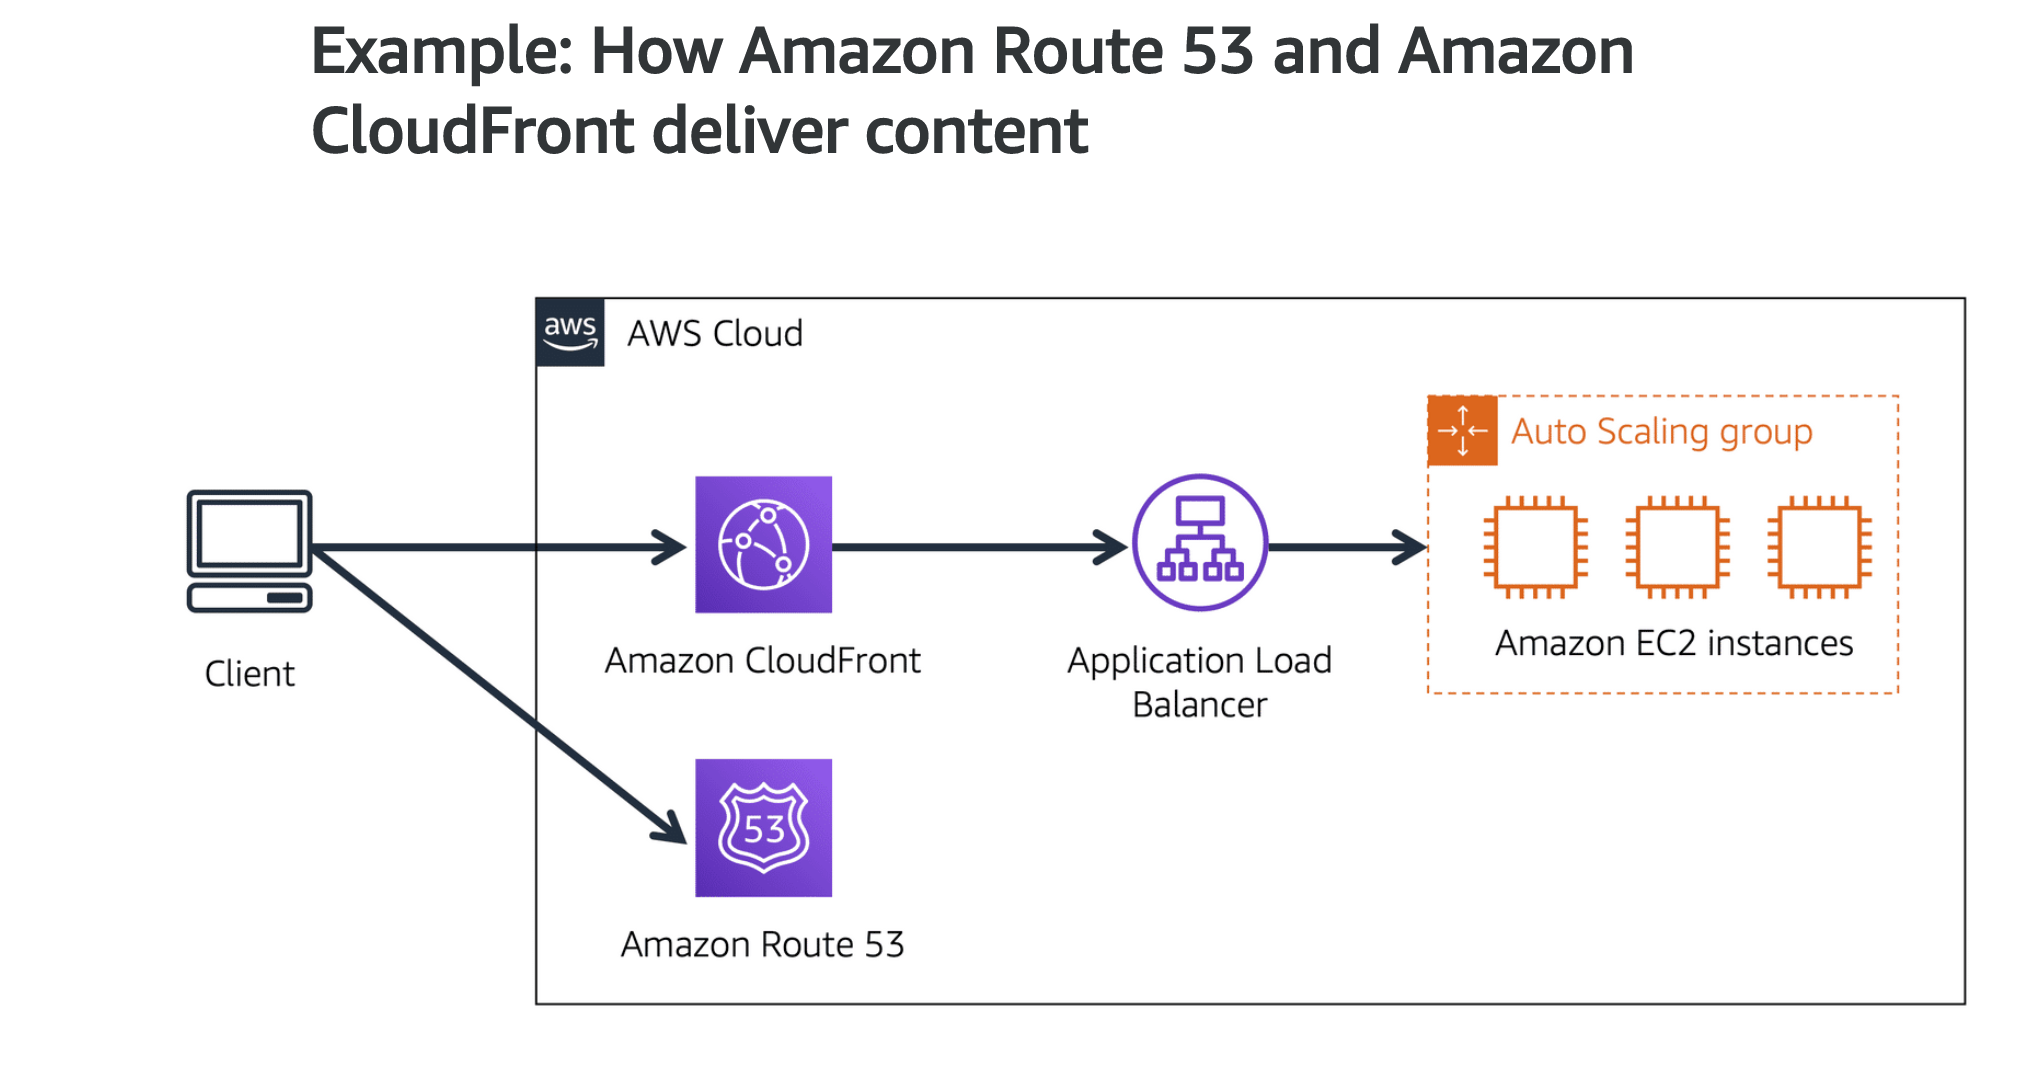 Example: How Amazon Route 53 and Amazon
CloudFront deliver content
aws
AWS Cloud
Auto Scaling group
Amazon EC2 instances
Client
Amazon CloudFront
Application Load
Balancer
53
Amazon Route 53